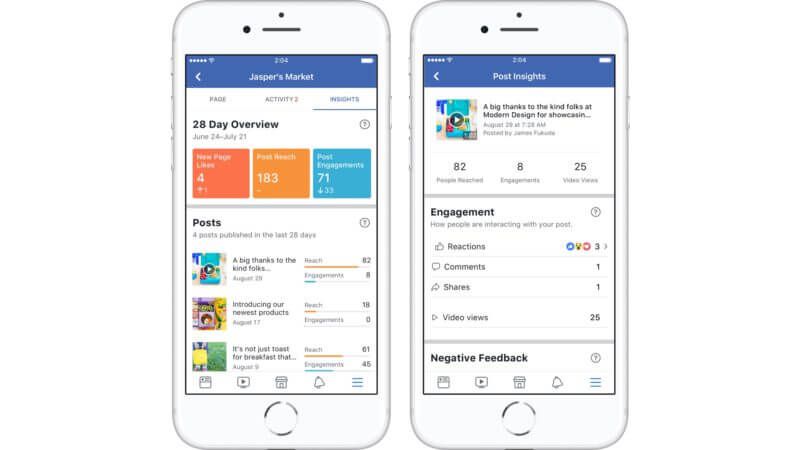 2:04
Jasper's Market
PAGE ACTIVITY 2 INSIGHTS
28 Day Overview
June 24–July 21
New Page
Likes
4
↑1
Post Reach
183
–
Post
Engagements
71
↓33
Posts
4 posts published in the last 28 days
A big thanks to the
kind folks...
August 29
Reach 82
Engagements 8
Introducing our
newest products
August 17
Reach 18
Engagements 0
It's not just toast
for breakfast that...
August 9
Reach 61
Engagements 45
2:04
Post Insights
A big thanks to the kind folks at
Modern Design for showcasin...
August 29 at 7:28 AM
Posted by James Fukuda
82 8 25
People Reached Engagements Video Views
Engagement
How people are interacting with your post.
Reactions 3
Comments 1
Shares 1
Video views 25
Negative Feedback